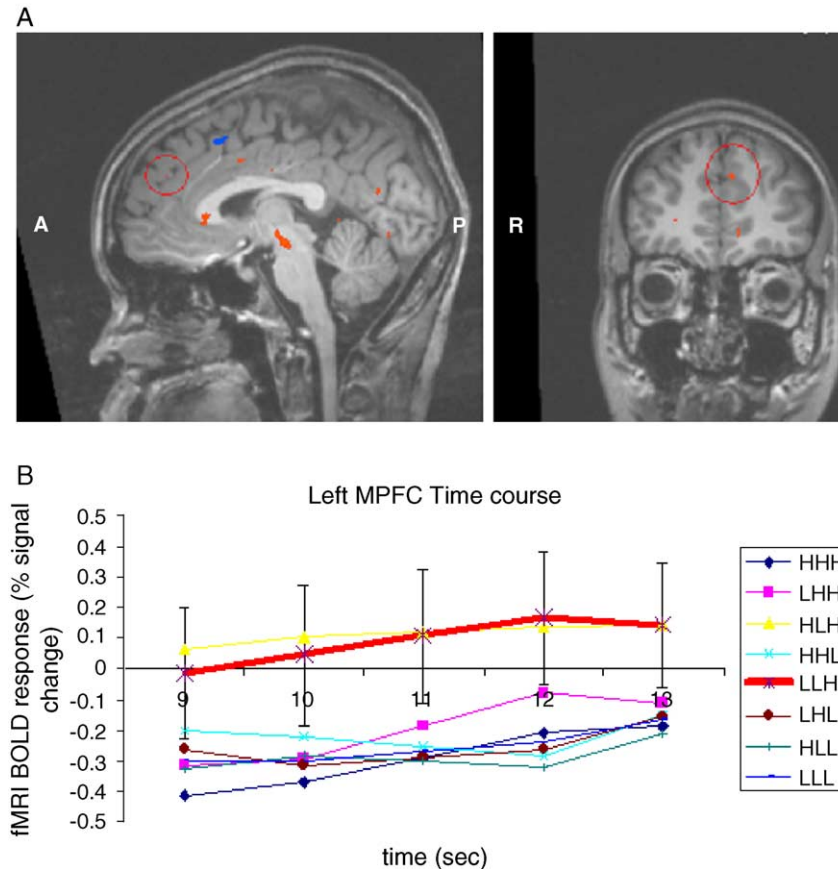 A
A
P
R
B
Left MPFC Time course
fMRI BOLD response (% signal
change)
0.5
0.4
0.3
0.2
0.1
0
-0.1
-0.2
-0.3
-0.4
-0.5
9
10
11
12
13
time (sec)
HHH
LHH
HLH
HHL
LLH
LHL
HLL
LLL